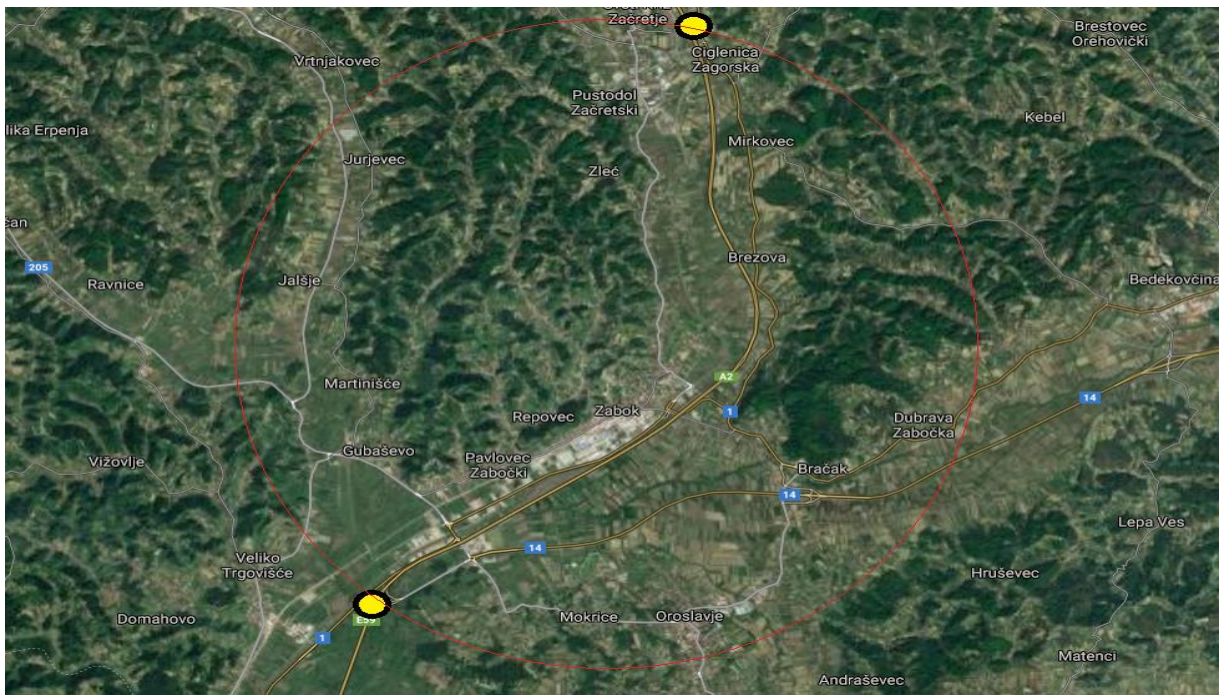 Začretje
Brestovec
Orehovički
Ciglenica
Zagorska
Vrtnjakovec
Pustodol
Začretski
Kebel
lika Erpenja
Mirkovec
Jurjevec
Zleć
čan
205
Brezova
Ravnice
Jalšje
Bedekovčina
Martinišće
A2
14
Repovec
Zabok
1
Dubrava
Zabočka
Gubaševo
Vižovlje
Pavlovec
Zabočki
Bračak
14
Lepa Ves
14
Veliko
Trgovišće
Hruševec
Domahovo
E59
Mokrice
Oroslavje
1
Matenci
Andraševec